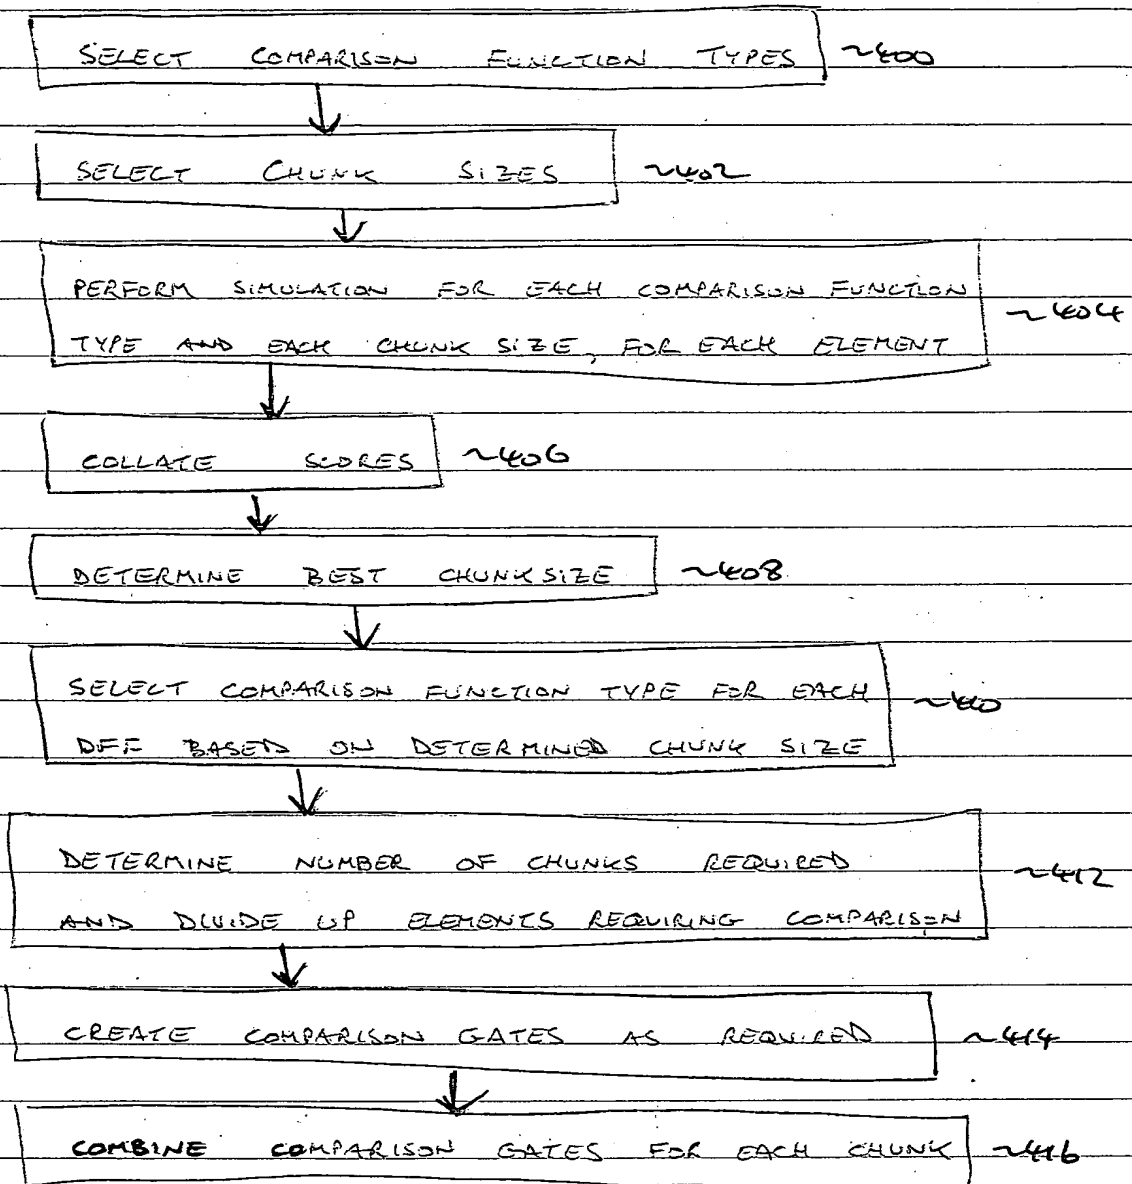 SELECT COMPARISON FUNCTION TYPES ~400
SELECT CHUNK SIZES ~402
PERFORM SIMULATION FOR EACH COMPARISON FUNCTION
TYPE AND EACH CHUNK SIZE, FOR EACH ELEMENT ~404
COLLATE SCORES ~406
DETERMINE BEST CHUNKSIZE ~408
SELECT COMPARISON FUNCTION TYPE FOR EACH ~410
DFF BASED ON DETERMINED CHUNK SIZE
DETERMINE NUMBER OF CHUNKS REQUIRED ~412
AND DIVIDE UP ELEMENTS REQUIRING COMPARISON
CREATE COMPARISON GATES AS REQUIRED ~414
COMBINE COMPARISON GATES FOR EACH CHUNK ~416